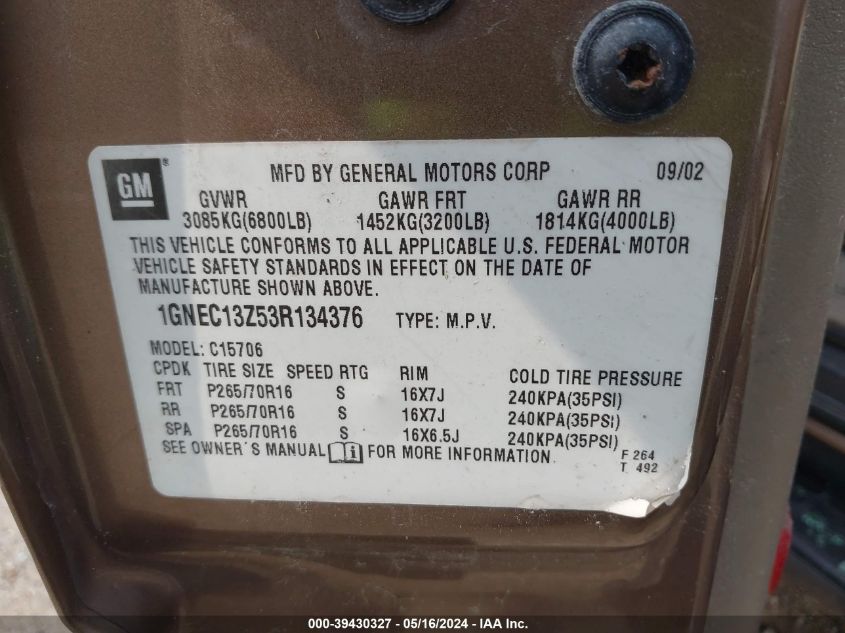 GM®
MFD BY GENERAL MOTORS CORP 09/02
GVWR GAWR FRT GAWR RR
3085KG(6800LB) 1452KG(3200LB) 1814KG(4000LB)
THIS VEHICLE CONFORMS TO ALL APPLICABLE U.S. FEDERAL MOTOR
VEHICLE SAFETY STANDARDS IN EFFECT ON THE DATE OF
MANUFACTURE SHOWN ABOVE.
1GNEC13Z53R134376 TYPE: M.P.V.
MODEL: C15706
CPDK TIRE SIZE SPEED RTG RIM COLD TIRE PRESSURE
FRT P265/70R16 S 16X7J 240KPA(35PSI)
RR P265/70R16 S 16X7J 240KPA(35PSI)
SPA P265/70R16 S 16X6.5J 240KPA(35PSI)
SEE OWNER'S MANUAL i FOR MORE INFORMATION. F 264
T 492
000-39430327 - 05/16/2024 - IAA Inc.